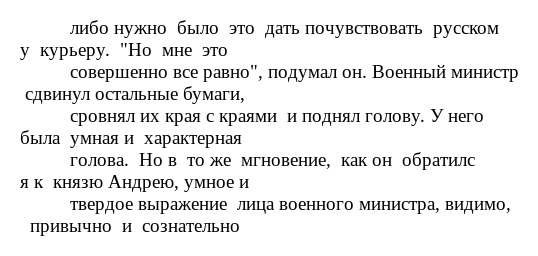 либо нужно было это дать почувствовать русском
у курьеру. "Но мне это
совершенно все равно", подумал он. Военный министр
сдвинул остальные бумаги,
сровнял их края с краями и поднял голову. У него
была умная и характерная
голова. Но в то же мгновение, как он обратилс
я к князю Андрею, умное и
твердое выражение лица военного министра, видимо,
привычно и сознательно